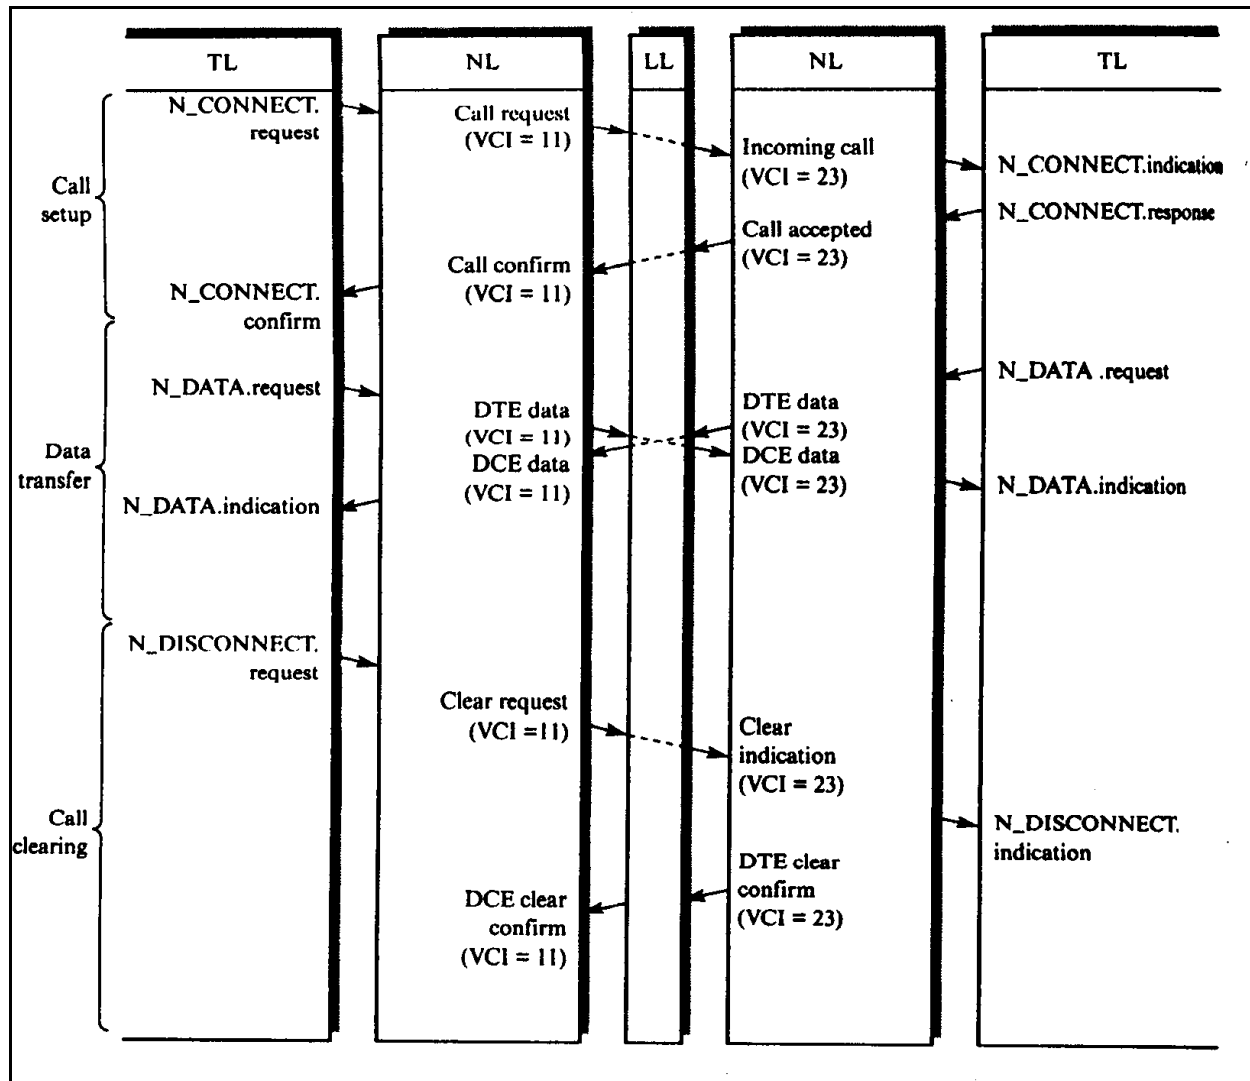 TL
NL
LL
NL
TL
N_CONNECT.
request
Call request
(VCI = 11)
Incoming call
(VCI = 23)
N_CONNECT.indication
N_CONNECT.response
Call
setup
Call accepted
(VCI = 23)
Call confirm
(VCI = 11)
N_CONNECT.
confirm
N_DATA.request
N_DATA .request
DTE data
(VCI = 11)
DCE data
(VCI = 11)
DTE data
(VCI = 23)
DCE data
(VCI = 23)
Data
transfer
N_DATA.indication
N_DATA.indication
N_DISCONNECT.
request
Clear request
(VCI =11)
Clear
indication
(VCI = 23)
Call
clearing
N_DISCONNECT.
indication
DTE clear
confirm
(VCI = 23)
DCE clear
confirm
(VCI = 11)